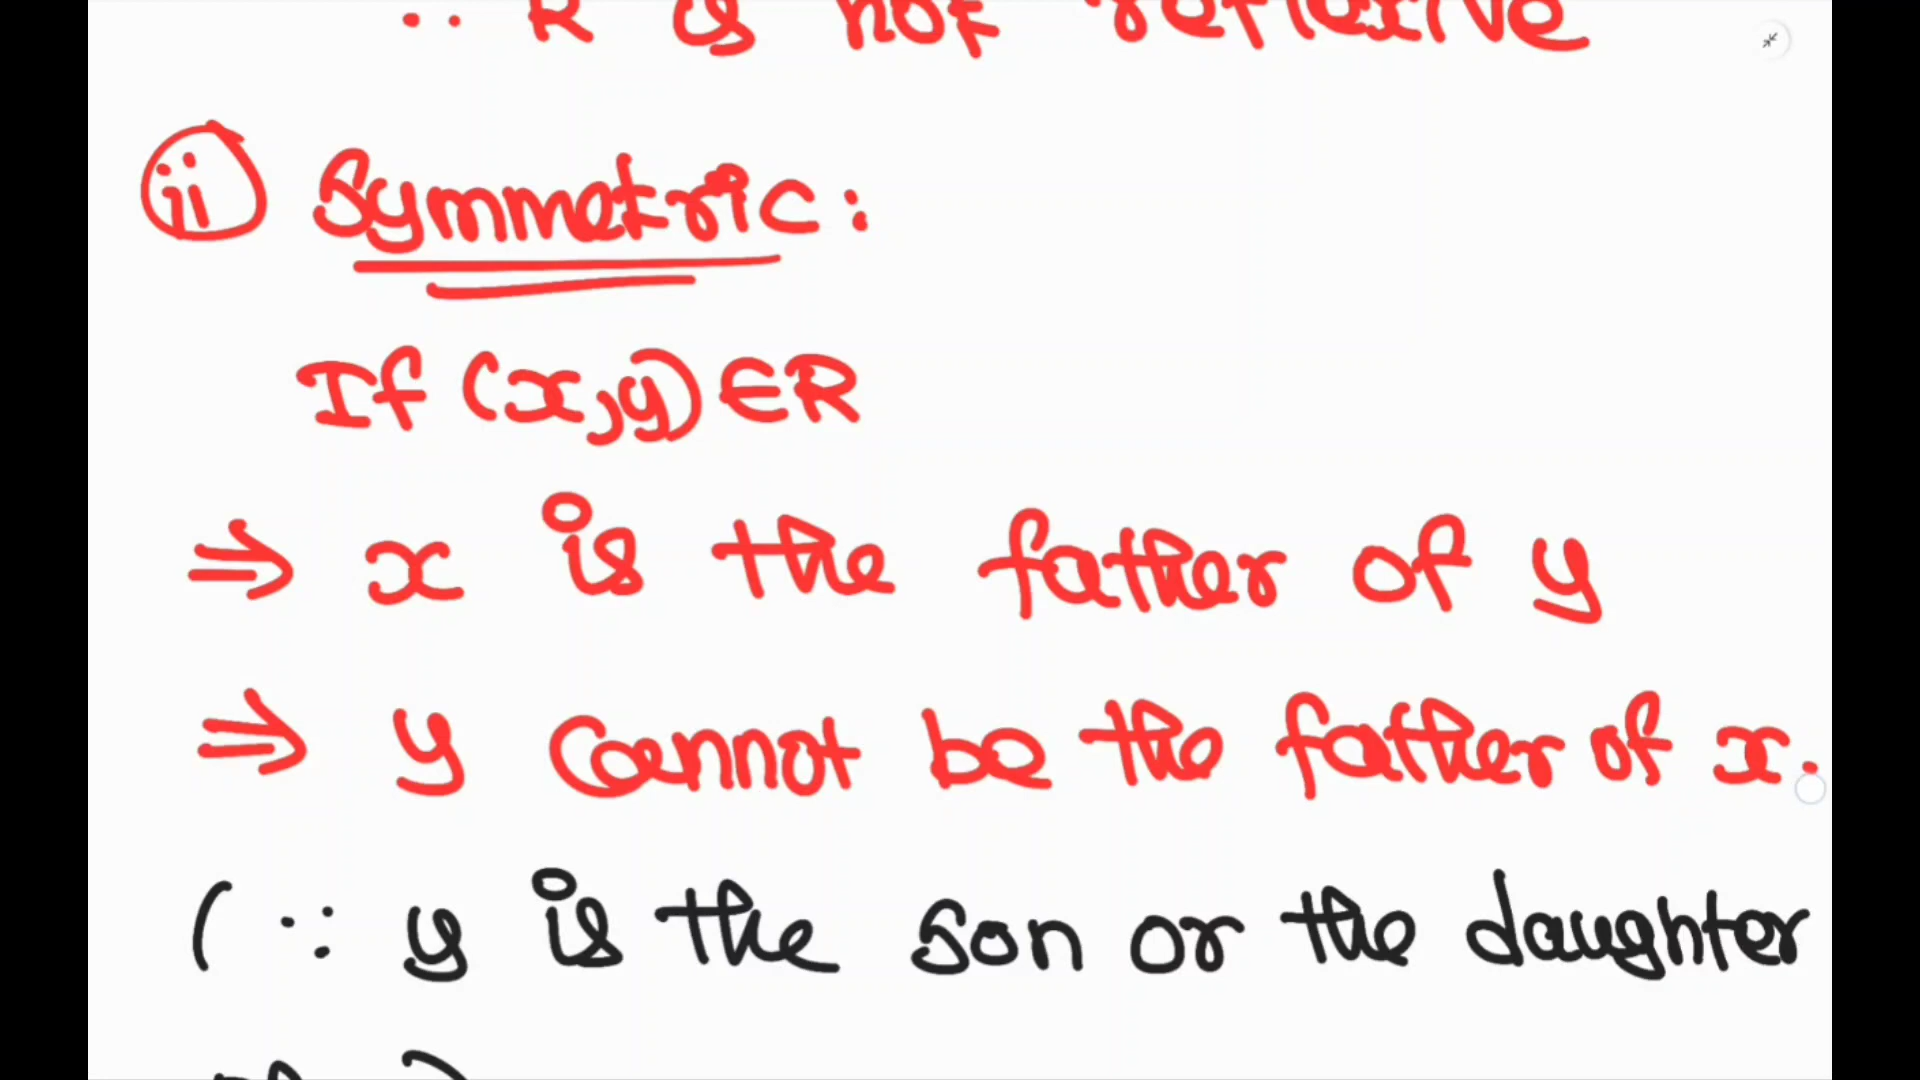 ∴ R is not reflexive
ii Symmetric:
If (x,y) ∈ R
⇒ x is the father of y
⇒ y cannot be the father of x.
(∵ y is the son or the daughter